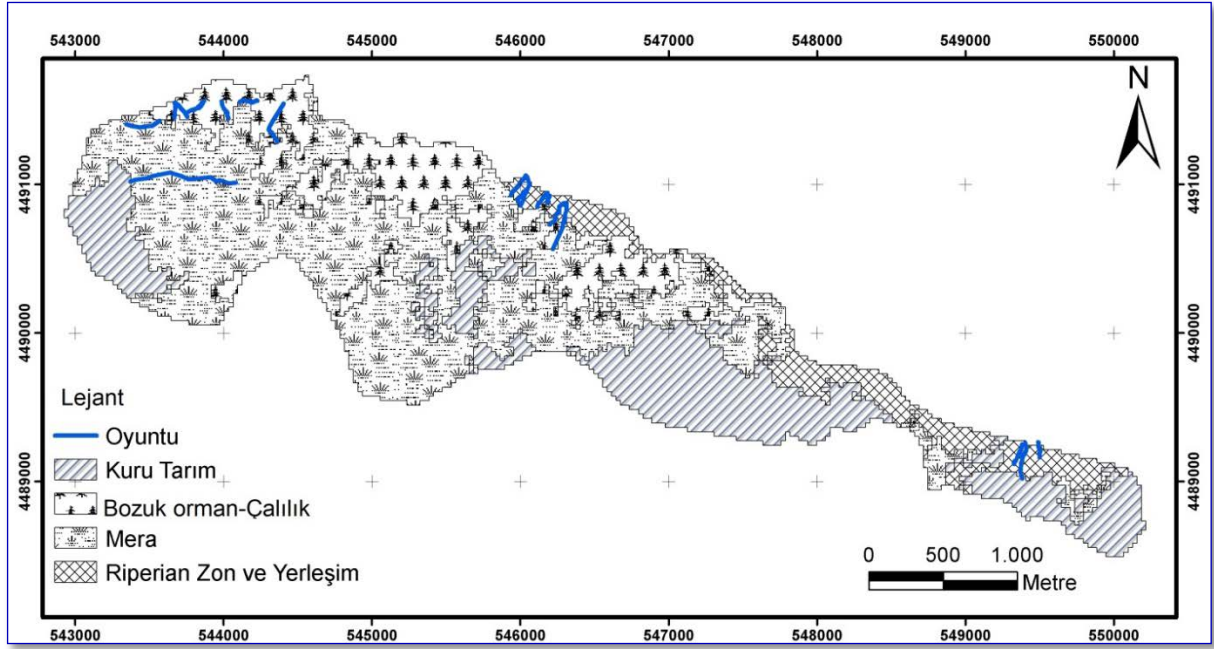 543000 544000 545000 546000 547000 548000 549000 550000
N
4491000 4491000
4490000 4490000
4489000 4489000
Lejant
Oyuntu
Kuru Tarım
Bozuk orman-Çalılık
Mera
Riperian Zon ve Yerleşim
0 500 1.000
Metre
543000 544000 545000 546000 547000 548000 549000 550000